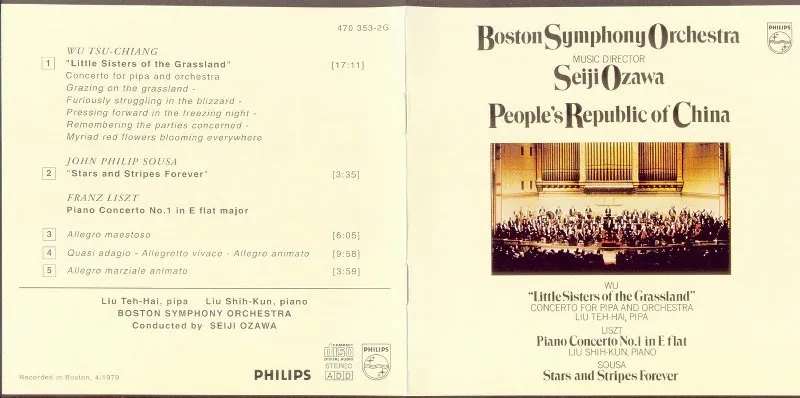 470 353-2G
WU TSU-CHIANG
1 "Little Sisters of the Grassland" [17:11]
Concerto for pipa and orchestra
Grazing on the grassland -
Furiously struggling in the blizzard -
Pressing forward in the freezing night -
Remembering the parties concerned -
Myriad red flowers blooming everywhere
JOHN PHILIP SOUSA
2 "Stars and Stripes Forever" [3:35]
FRANZ LISZT
Piano Concerto No.1 in E flat major
3 Allegro maestoso [6:05]
4 Quasi adagio - Allegretto vivace - Allegro animato [9:58]
5 Allegro marziale animato [3:59]
Liu Teh-Hai, pipa Liu Shih-Kun, piano
BOSTON SYMPHONY ORCHESTRA
Conducted by SEIJI OZAWA
Recorded in Boston, 4/1979
PHILIPS
COMPACT
disc
DIGITAL AUDIO
STEREO
ADD
PHILIPS
Boston Symphony Orchestra
MUSIC DIRECTOR
Seiji Ozawa
People's Republic of China
PHILIPS
WU
"Little Sisters of the Grassland"
CONCERTO FOR PIPA AND ORCHESTRA
LIU TEH-HAI, PIPA
LISZT
Piano Concerto No.1 in E flat
LIU SHIH-KUN, PIANO
SOUSA
Stars and Stripes Forever